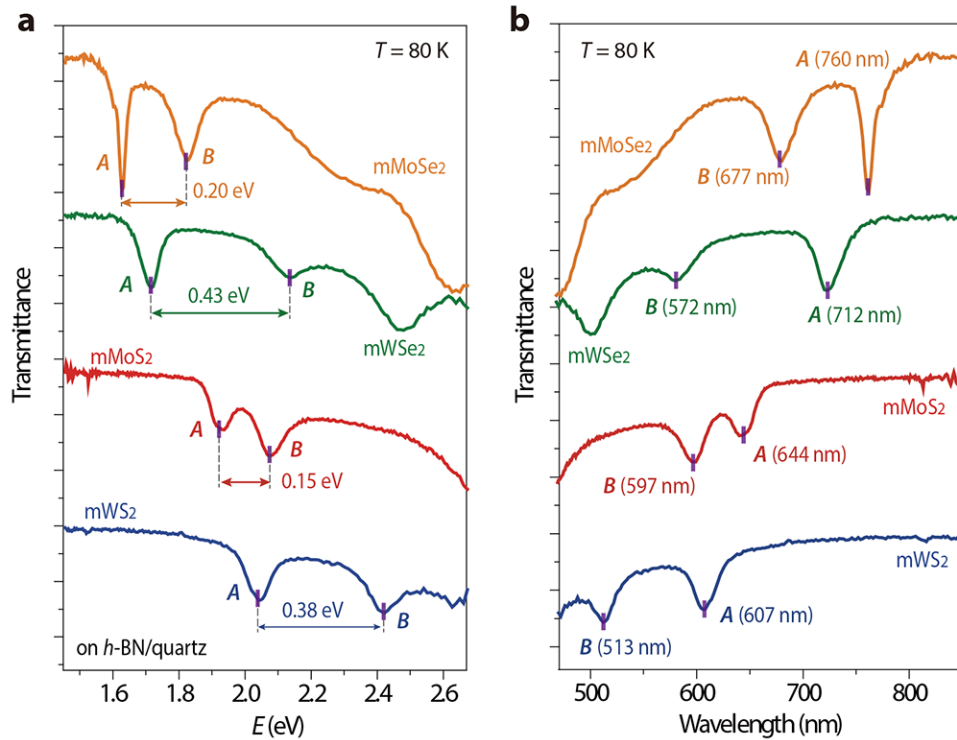 a
T = 80 K
A
B
mMoSe2
0.20 eV
A
0.43 eV
B
mWSe2
mMoS2
A
B
0.15 eV
mWS2
A
0.38 eV
B
on h-BN/quartz
Transmittance
1.6 1.8 2.0 2.2 2.4 2.6
E (eV)
b
T = 80 K
A (760 nm)
mMoSe2
B (677 nm)
B (572 nm)
A (712 nm)
mWSe2
mMoS2
A (644 nm)
B (597 nm)
mWS2
A (607 nm)
B (513 nm)
Transmittance
500 600 700 800
Wavelength (nm)